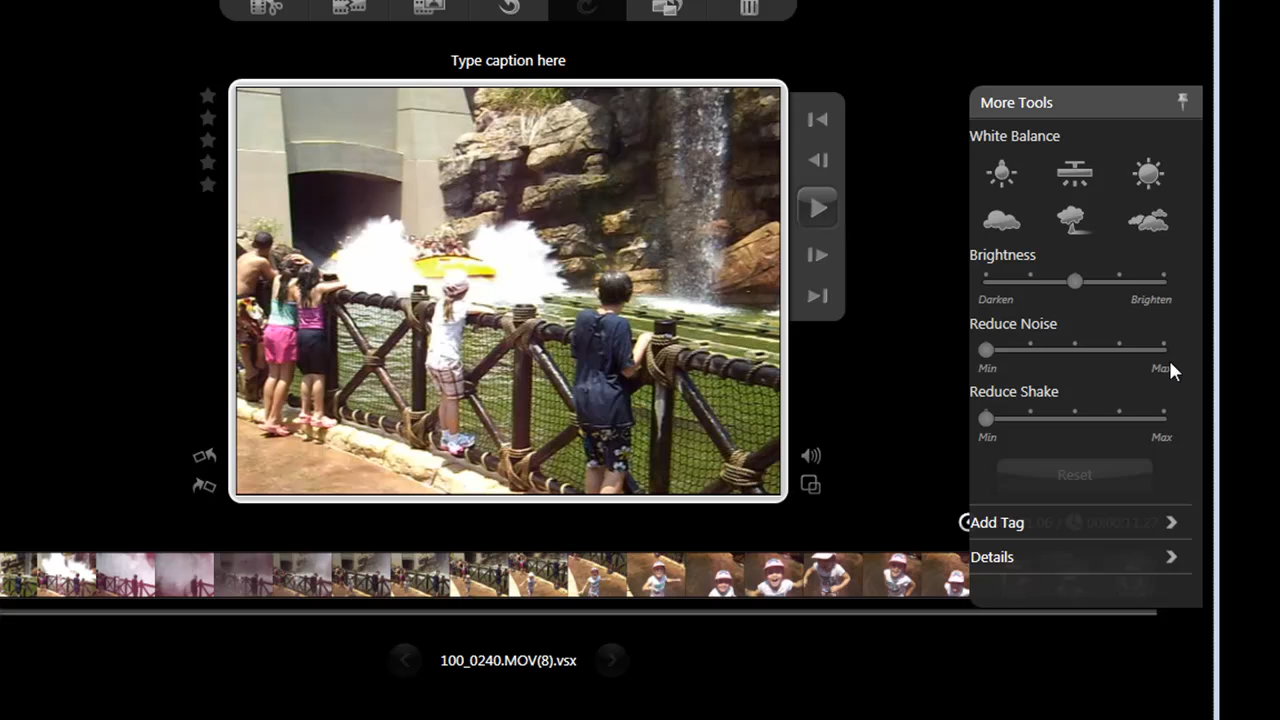 Type caption here
More Tools
White Balance
Brightness
Darken Brighten
Reduce Noise
Min Max
Reduce Shake
Min Max
Reset
Add Tag
Details
100_0240.MOV(8).vsx